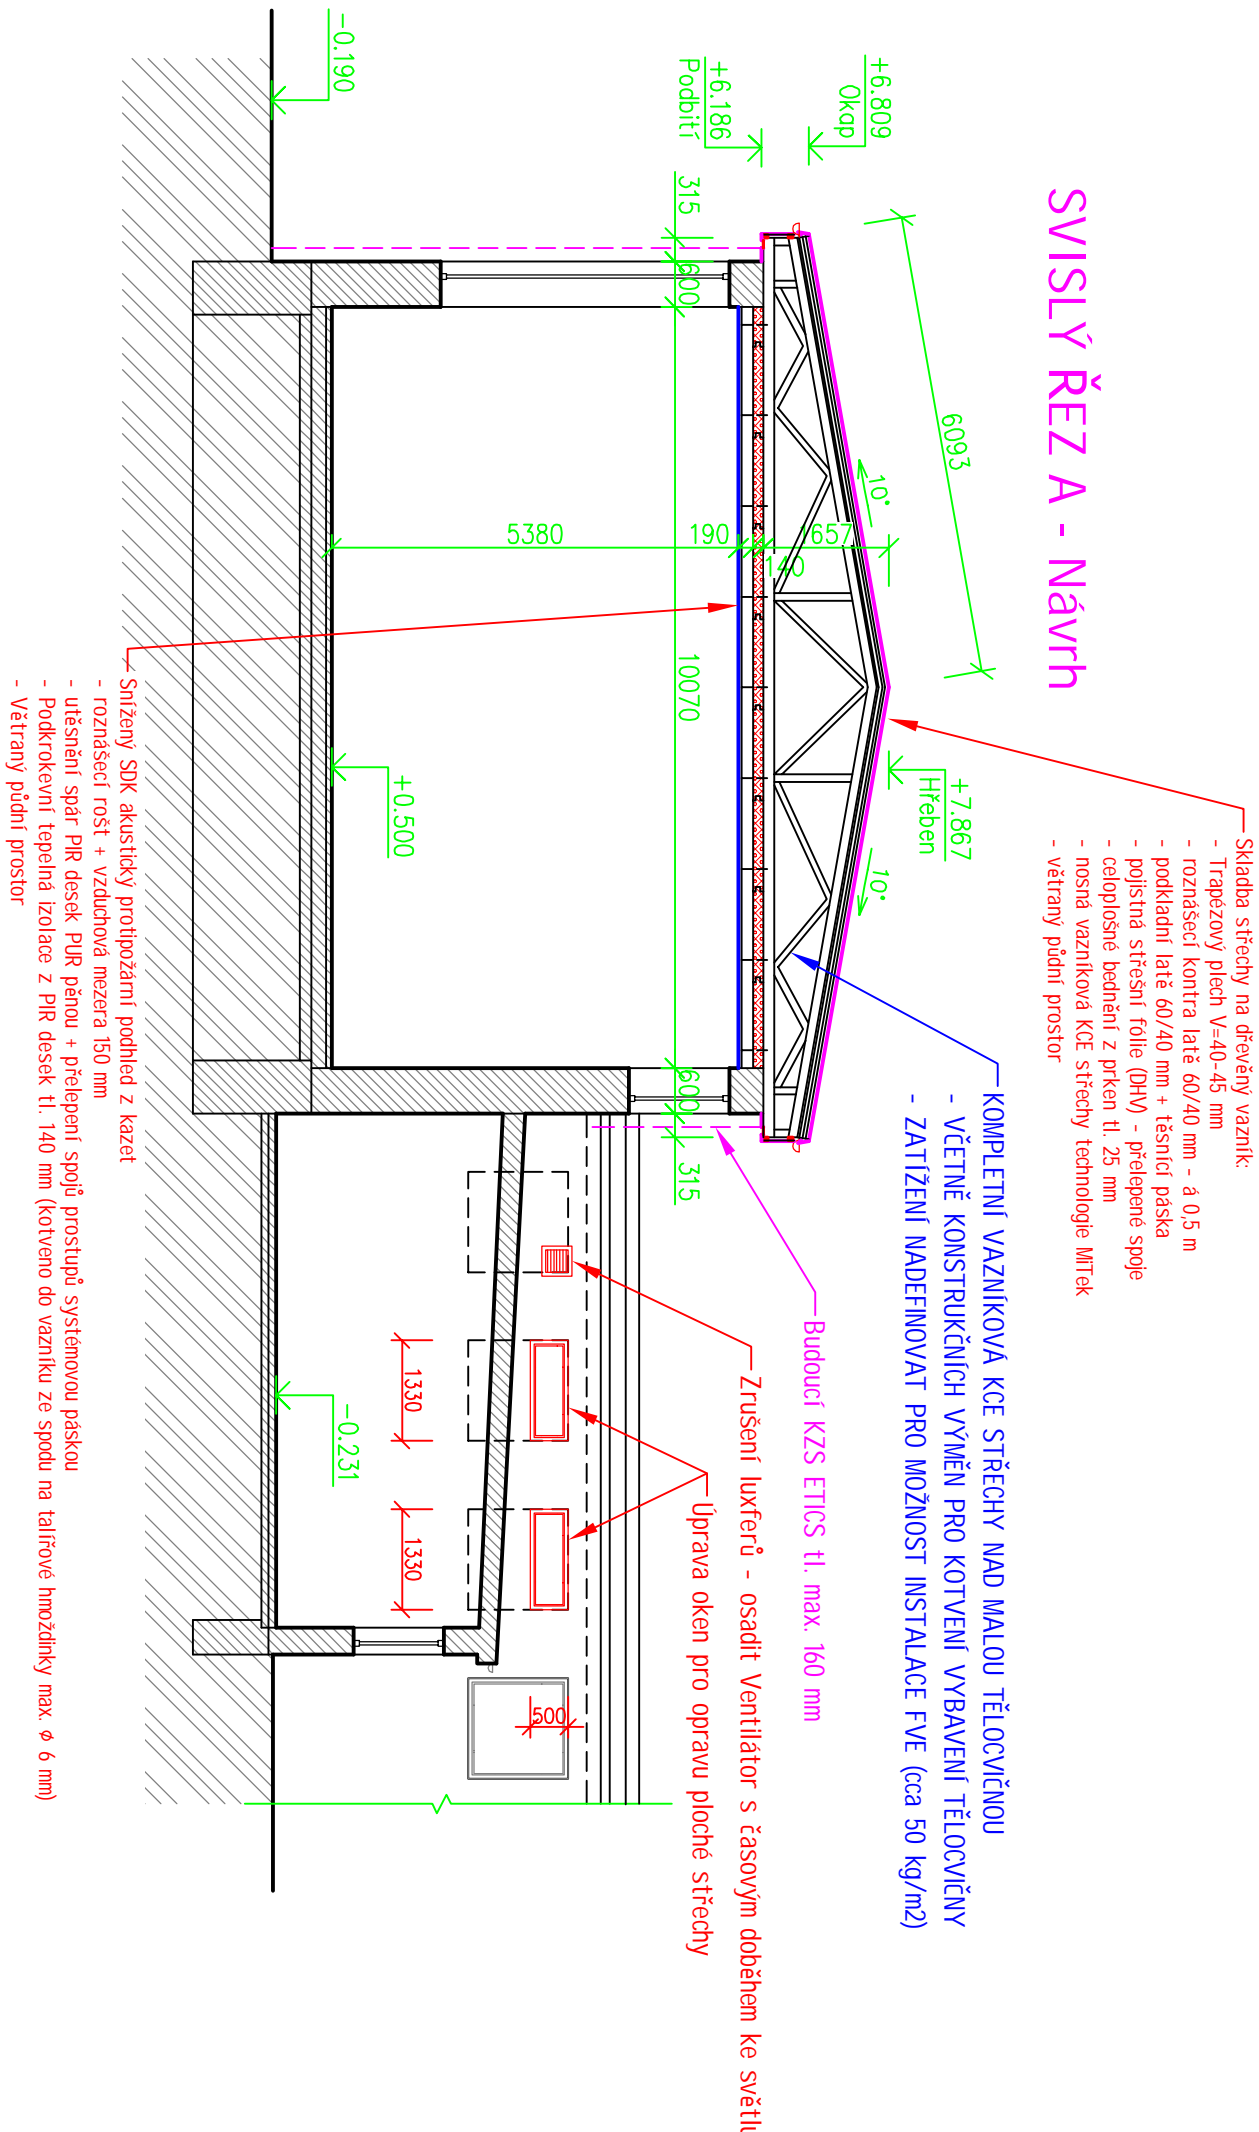 SVISLÝ ŘEZ A - Návrh
Skladba střechy na dřevěný vazník:
- Trapézový plech V=40-45 mm
- roznášecí kontra latě 60/40 mm - á 0,5 m
- podkladní latě 60/40 mm + těsnící páska
- pojistná střešní fólie (DHV) - přelepené spoje
- celoplošné bednění z prken tl. 25 mm
- nosná vazníková KCE střechy technologie MiTek
- větraný půdní prostor
KOMPLETNÍ VAZNÍKOVÁ KCE STŘECHY NAD MALOU TĚLOCVIČNOU
- VČETNĚ KONSTRUKČNÍCH VÝMĚN PRO KOTVENÍ VYBAVENÍ TĚLOCVIČNY
- ZATÍŽENÍ NADEFINOVAT PRO MOŽNOST INSTALACE FVE (cca 50 kg/m2)
6093
10°
10°
+7.867
Hřeben
+6.809
Okap
+6.186
Podbití
1657
140
190
5380
315
600
10070
600
315
Budoucí KZS ETICS tl. max. 160 mm
Zrušení luxferů - osadit Ventilátor s časovým doběhem ke světlu
Úprava oken pro opravu ploché střechy
500
1330
1330
+0.500
-0.190
-0.231
Snížený SDK akustický protipožární podhled z kazet
- roznášecí rošt + vzduchová mezera 150 mm
- utěsnění spár PIR desek PUR pěnou + přelepení spojů prostupů systémovou páskou
- Podkrokevní tepelná izolace z PIR desek tl. 140 mm (kotveno do vazníku ze spodu na talířové hmoždinky max. ø 6 mm)
- Větraný půdní prostor